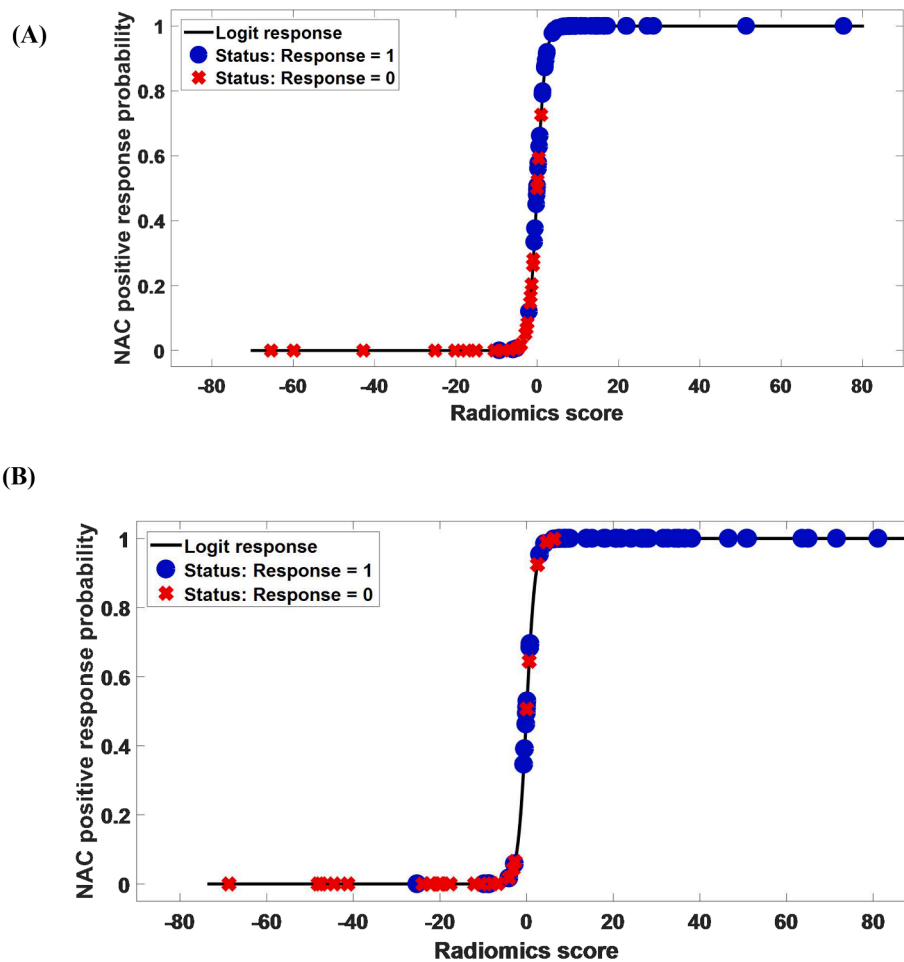 (A)
Logit response
Status: Response = 1
Status: Response = 0
NAC positive response probability
1
0.8
0.6
0.4
0.2
0
-80 -60 -40 -20 0 20 40 60 80
Radiomics score
(B)
Logit response
Status: Response = 1
Status: Response = 0
NAC positive response probability
1
0.8
0.6
0.4
0.2
0
-80 -60 -40 -20 0 20 40 60 80
Radiomics score